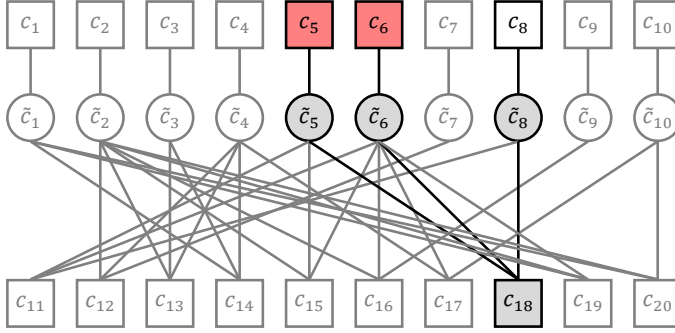 c₁ c₂ c₃ c₄ c₅ c₆ c₇ c₈ c₉ c₁₀
c̃₁ c̃₂ c̃₃ c̃₄ c̃₅ c̃₆ c̃₇ c̃₈ c̃₉ c̃₁₀
c₁₁ c₁₂ c₁₃ c₁₄ c₁₅ c₁₆ c₁₇ c₁₈ c₁₉ c₂₀